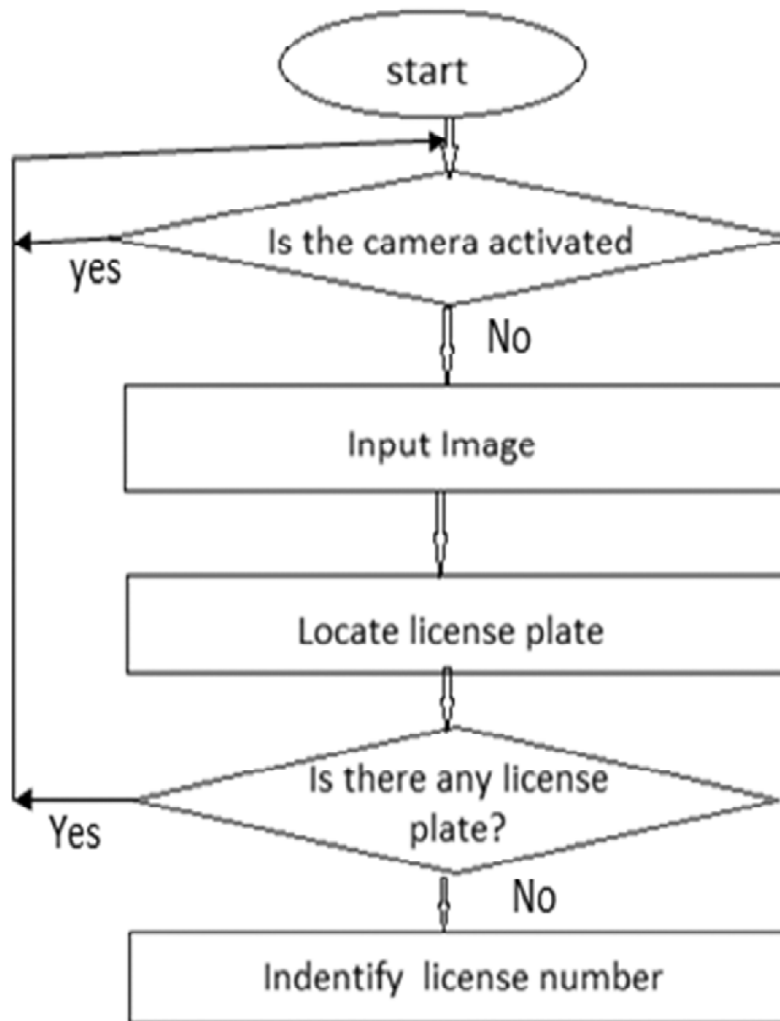 start
Is the camera activated
yes
No
Input Image
Locate license plate
Is there any license
plate?
Yes
No
Indentify license number